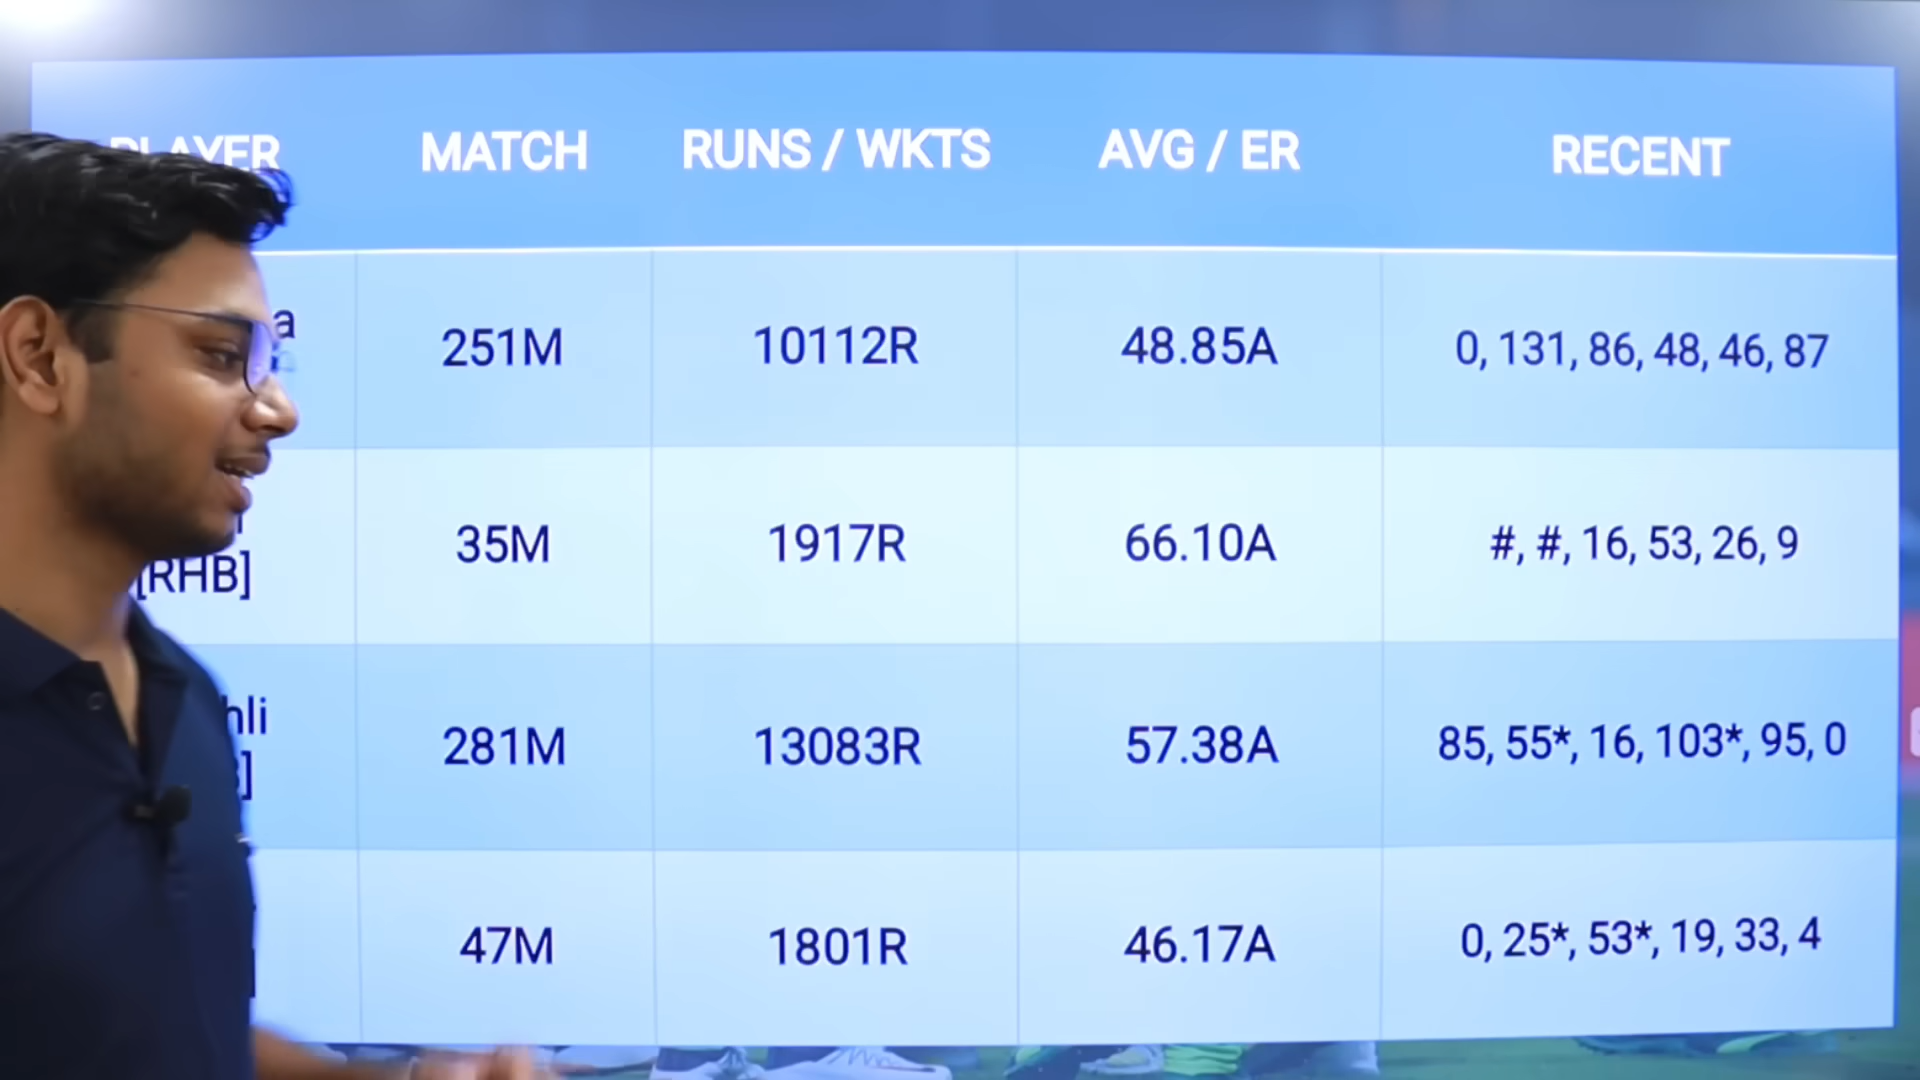 PLAYER MATCH RUNS / WKTS AVG / ER RECENT
251M 10112R 48.85A 0, 131, 86, 48, 46, 87
35M 1917R 66.10A #, #, 16, 53, 26, 9
[RHB]
hli
281M 13083R 57.38A 85, 55*, 16, 103*, 95, 0
47M 1801R 46.17A 0, 25*, 53*, 19, 33, 4